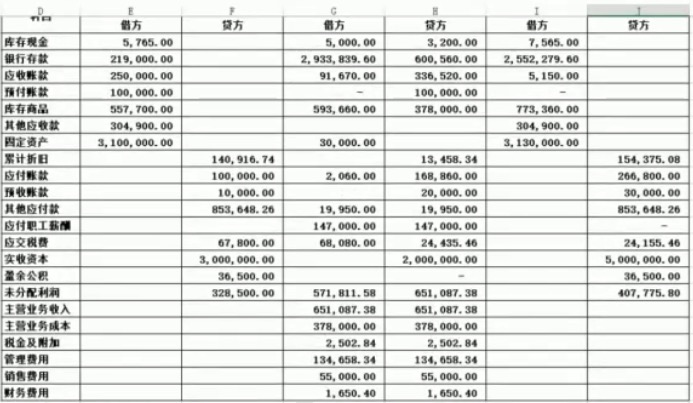 D E F G H I J
科目 借方 贷方 借方 贷方 借方 贷方
库存现金 5,765.00 5,000.00 3,200.00 7,565.00
银行存款 219,000.00 2,933,839.60 600,560.00 2,552,279.60
应收账款 250,000.00 91,670.00 336,520.00 5,150.00
预付账款 100,000.00 - 100,000.00 -
库存商品 557,700.00 593,660.00 378,000.00 773,360.00
其他应收款 304,900.00 304,900.00
固定资产 3,100,000.00 30,000.00 3,130,000.00
累计折旧 140,916.74 13,458.34 154,375.08
应付账款 100,000.00 2,060.00 168,860.00 266,800.00
预收账款 10,000.00 20,000.00 30,000.00
其他应付款 853,648.26 19,950.00 19,950.00 853,648.26
应付职工薪酬 147,000.00 147,000.00 -
应交税费 67,800.00 68,080.00 24,435.46 24,155.46
实收资本 3,000,000.00 2,000,000.00 5,000,000.00
盈余公积 36,500.00 - 36,500.00
未分配利润 328,500.00 571,811.58 651,087.38 407,775.80
主营业务收入 651,087.38 651,087.38
主营业务成本 378,000.00 378,000.00
税金及附加 2,502.84 2,502.84
管理费用 134,658.34 134,658.34
销售费用 55,000.00 55,000.00
财务费用 1,650.40 1,650.40